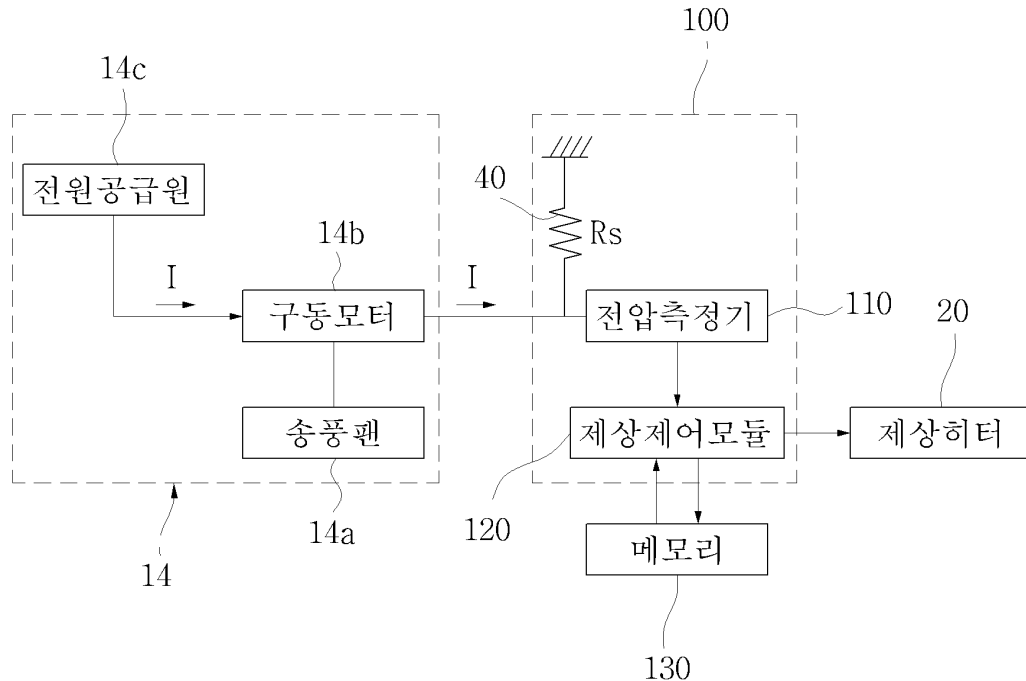 100
14c
전원공급원
40
Rs
14b
I
I
구동모터
전압측정기
110
20
송풍팬
제상제어모듈
제상히터
14a
120
14
메모리
130